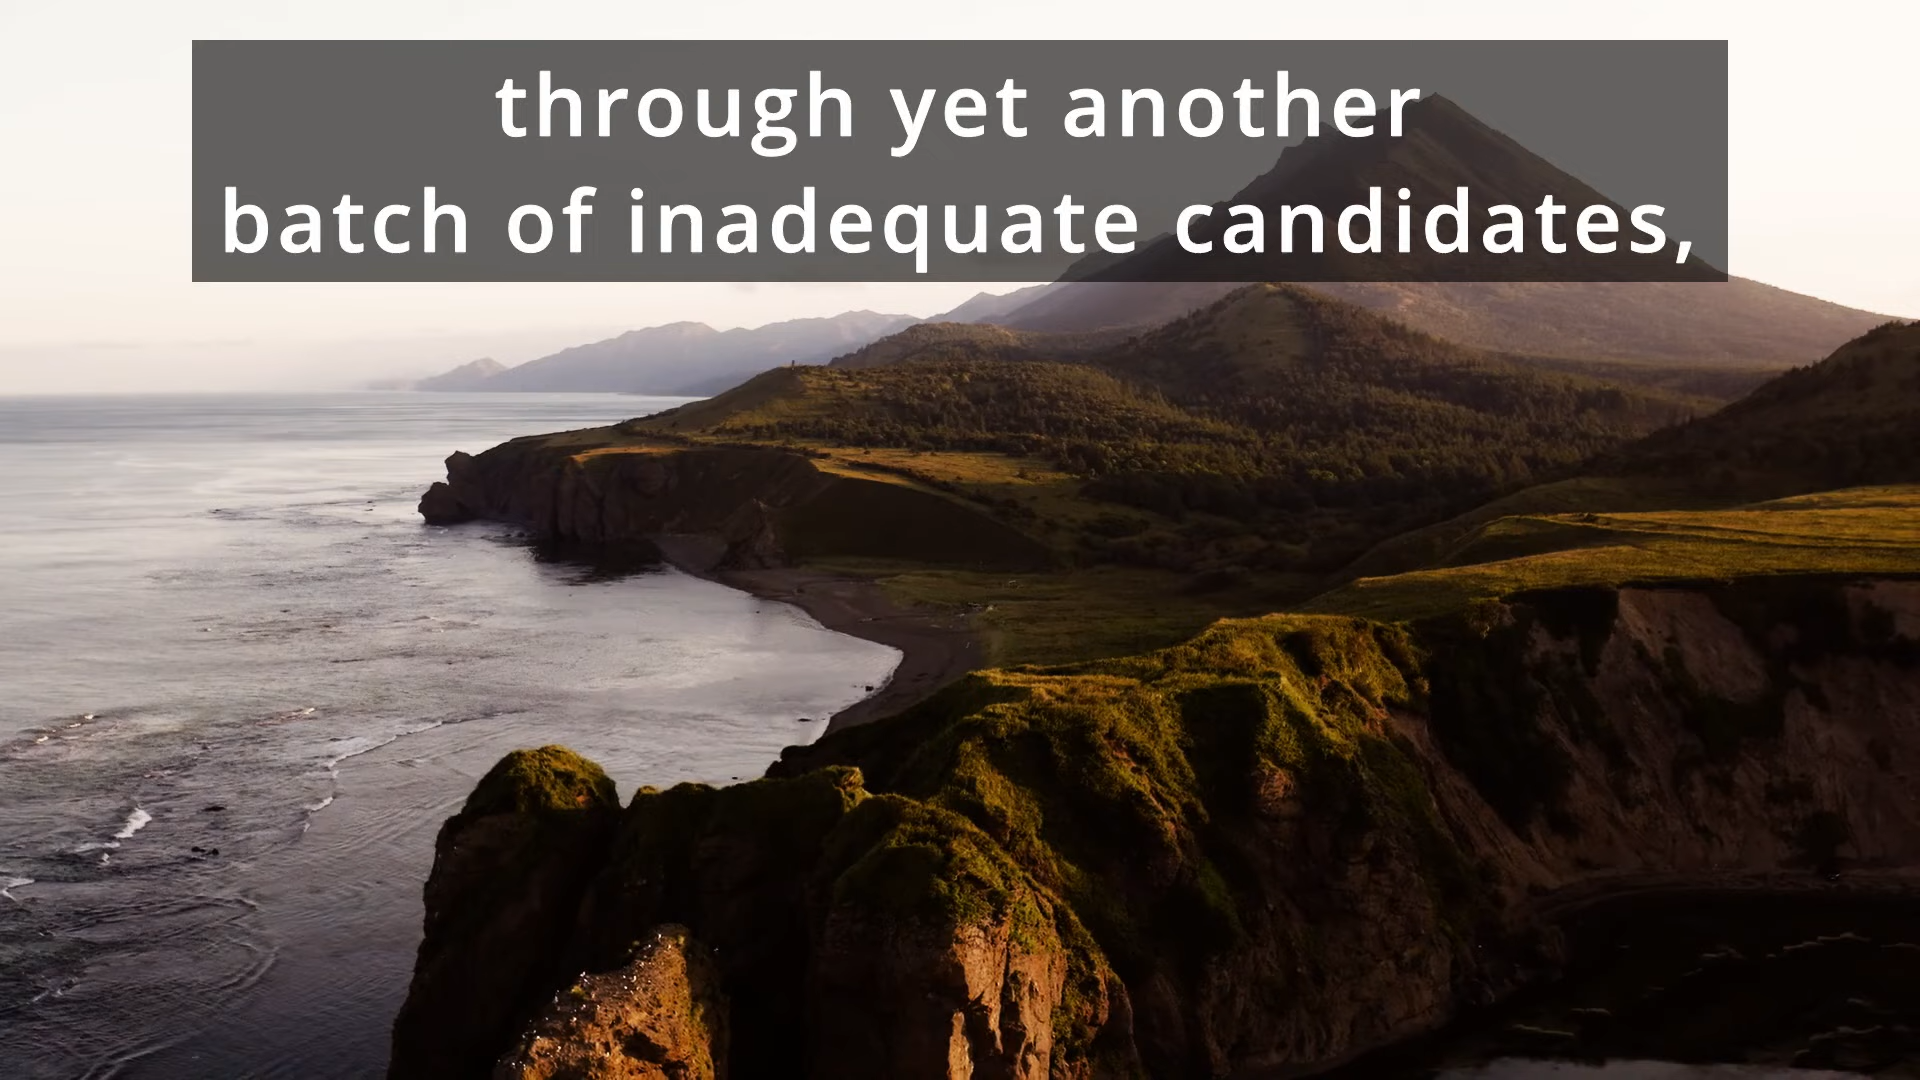 through yet another
batch of inadequate candidates,